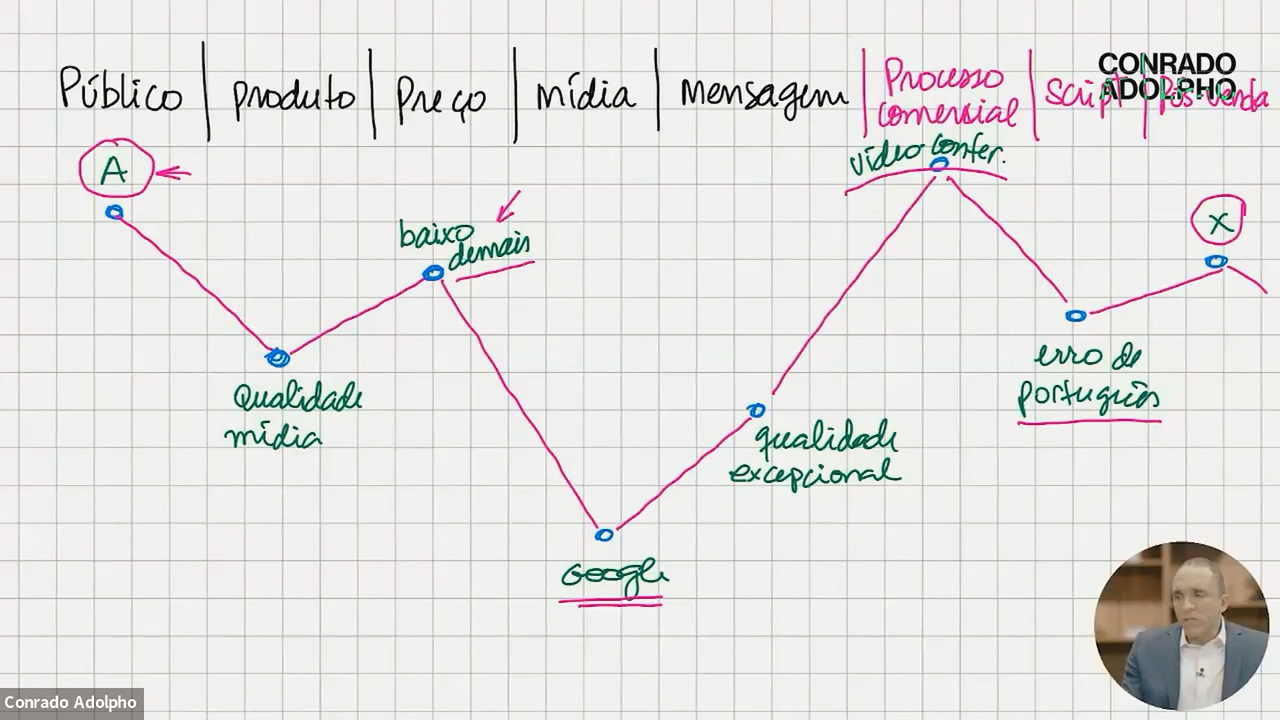 Público | produto | Preço | mídia | mensagem | Processo comercial | Script | Pós-venda
CONRADO
ADOLPHO
A
vídeo confer.
x
baixo
demais
Qualidade
mídia
erro de
português
qualidade
excepcional
Google
Conrado Adolpho